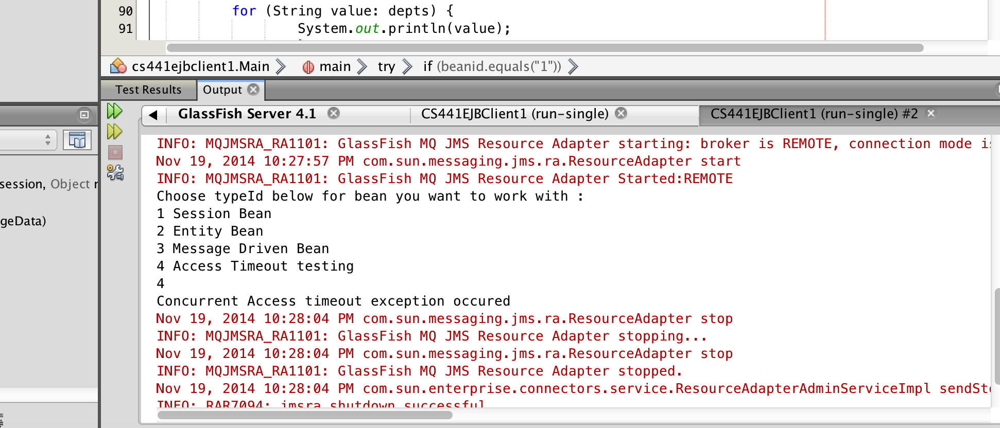 90 for (String value: depts) {
91 System.out.println(value);
cs441ejbclient1.Main main try if (beanid.equals("1"))
Test Results Output
GlassFish Server 4.1 CS441EJBClient1 (run-single) CS441EJBClient1 (run-single) #2
session, Object
geData)
INFO: MQJMSRA_RA1101: GlassFish MQ JMS Resource Adapter starting: broker is REMOTE, connection mode is
Nov 19, 2014 10:27:57 PM com.sun.messaging.jms.ra.ResourceAdapter start
INFO: MQJMSRA_RA1101: GlassFish MQ JMS Resource Adapter Started:REMOTE
Choose typeId below for bean you want to work with :
1 Session Bean
2 Entity Bean
3 Message Driven Bean
4 Access Timeout testing
4
Concurrent Access timeout exception occured
Nov 19, 2014 10:28:04 PM com.sun.messaging.jms.ra.ResourceAdapter stop
INFO: MQJMSRA_RA1101: GlassFish MQ JMS Resource Adapter stopping...
Nov 19, 2014 10:28:04 PM com.sun.messaging.jms.ra.ResourceAdapter stop
INFO: MQJMSRA_RA1101: GlassFish MQ JMS Resource Adapter stopped.
Nov 19, 2014 10:28:04 PM com.sun.enterprise.connectors.service.ResourceAdapterAdminServiceImpl sendSto
INFO: RAR7094: jmsra shutdown successful